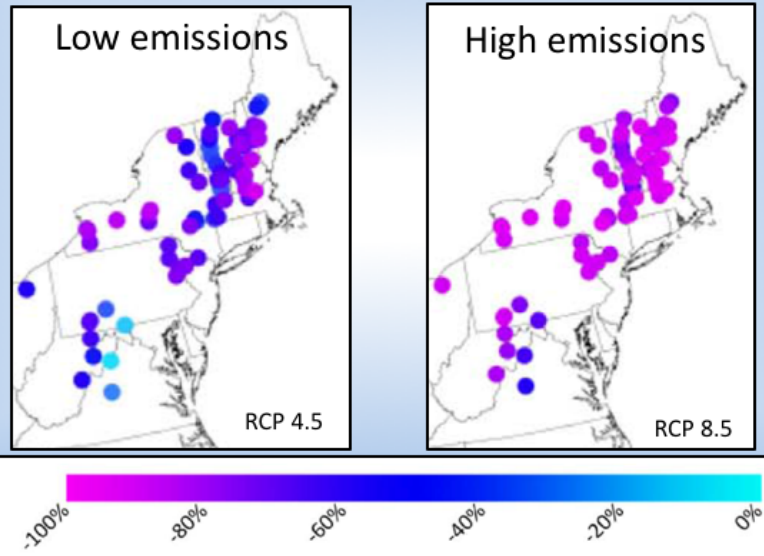 Low emissions
High emissions
RCP 4.5
RCP 8.5
-100%
-80%
-60%
-40%
-20%
0%